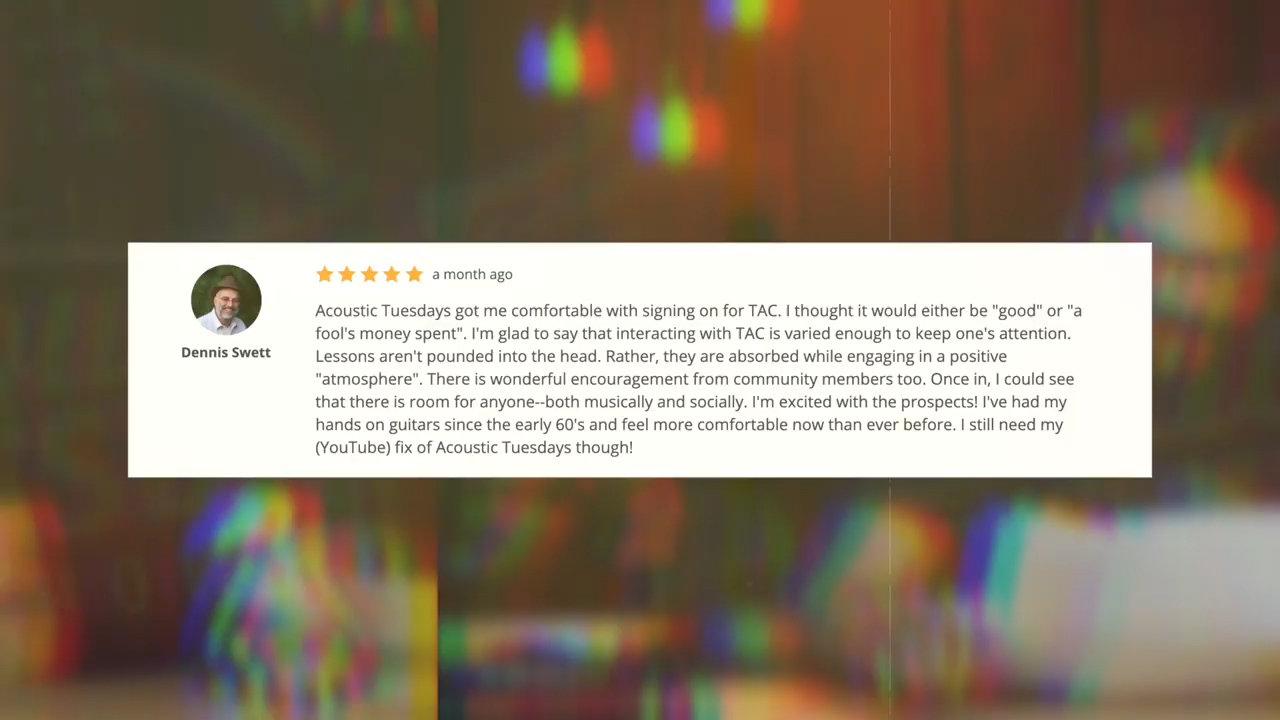 a month ago
Dennis Swett
Acoustic Tuesdays got me comfortable with signing on for TAC. I thought it would either be "good" or "a
fool's money spent". I'm glad to say that interacting with TAC is varied enough to keep one's attention.
Lessons aren't pounded into the head. Rather, they are absorbed while engaging in a positive
"atmosphere". There is wonderful encouragement from community members too. Once in, I could see
that there is room for anyone--both musically and socially. I'm excited with the prospects! I've had my
hands on guitars since the early 60's and feel more comfortable now than ever before. I still need my
(YouTube) fix of Acoustic Tuesdays though!